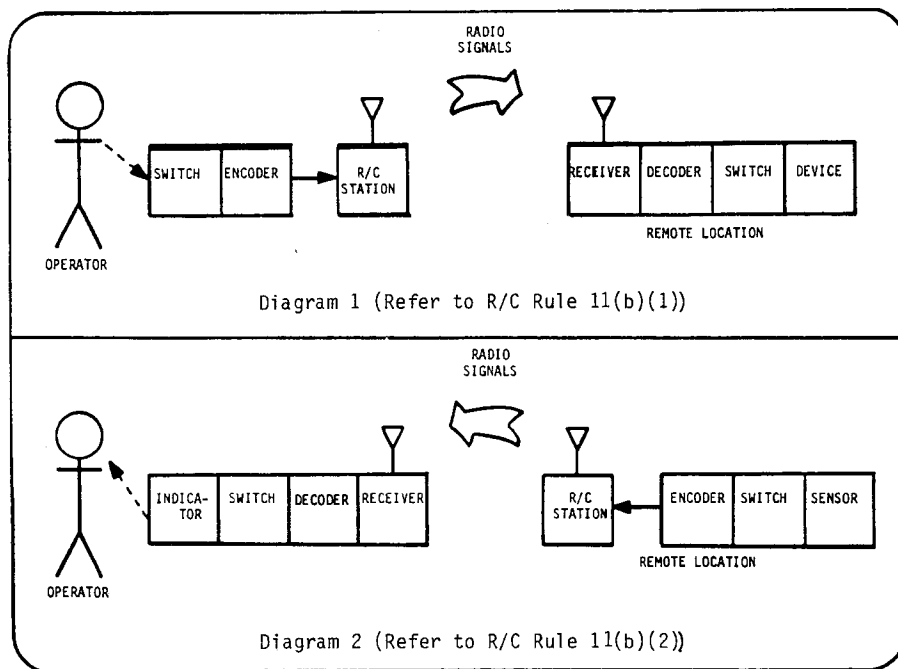 RADIO
SIGNALS
SWITCH
ENCODER
R/C
STATION
RECEIVER
DECODER
SWITCH
DEVICE
REMOTE LOCATION
OPERATOR
Diagram 1 (Refer to R/C Rule 11(b)(1))
RADIO
SIGNALS
INDICA-
TOR
SWITCH
DECODER
RECEIVER
R/C
STATION
ENCODER
SWITCH
SENSOR
REMOTE LOCATION
OPERATOR
Diagram 2 (Refer to R/C Rule 11(b)(2))